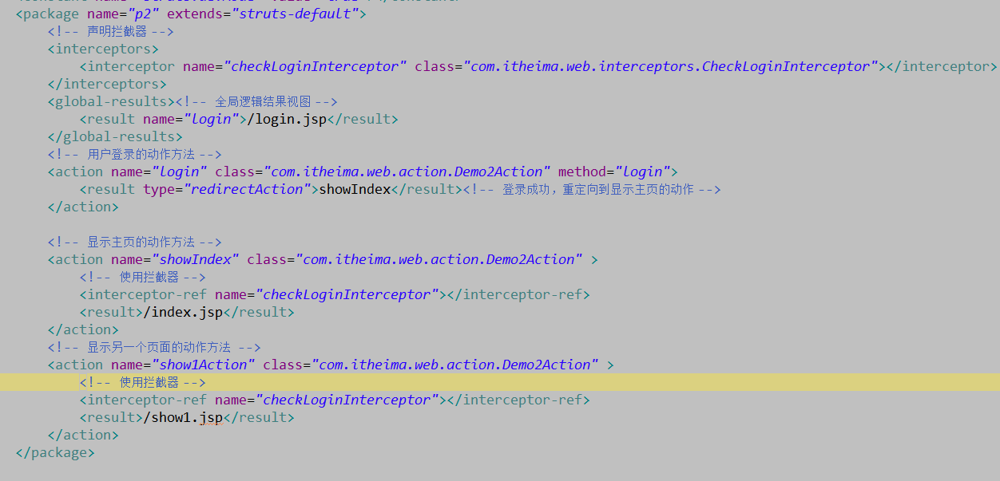 <package name="p2" extends="struts-default">
<!-- 声明拦截器 -->
<interceptors>
<interceptor name="checkLoginInterceptor" class="com.itheima.web.interceptors.CheckLoginInterceptor"></interceptor>
</interceptors>
<global-results><!-- 全局逻辑结果视图 -->
<result name="login">/login.jsp</result>
</global-results>
<!-- 用户登录的动作方法 -->
<action name="login" class="com.itheima.web.action.Demo2Action" method="login">
<result type="redirectAction">showIndex</result><!-- 登录成功，重定向到显示主页的动作 -->
</action>
<!-- 显示主页的动作方法 -->
<action name="showIndex" class="com.itheima.web.action.Demo2Action" >
<!-- 使用拦截器 -->
<interceptor-ref name="checkLoginInterceptor"></interceptor-ref>
<result>/index.jsp</result>
</action>
<!-- 显示另一个页面的动作方法 -->
<action name="show1Action" class="com.itheima.web.action.Demo2Action" >
<!-- 使用拦截器 -->
<interceptor-ref name="checkLoginInterceptor"></interceptor-ref>
<result>/show1.jsp</result>
</action>
</package>